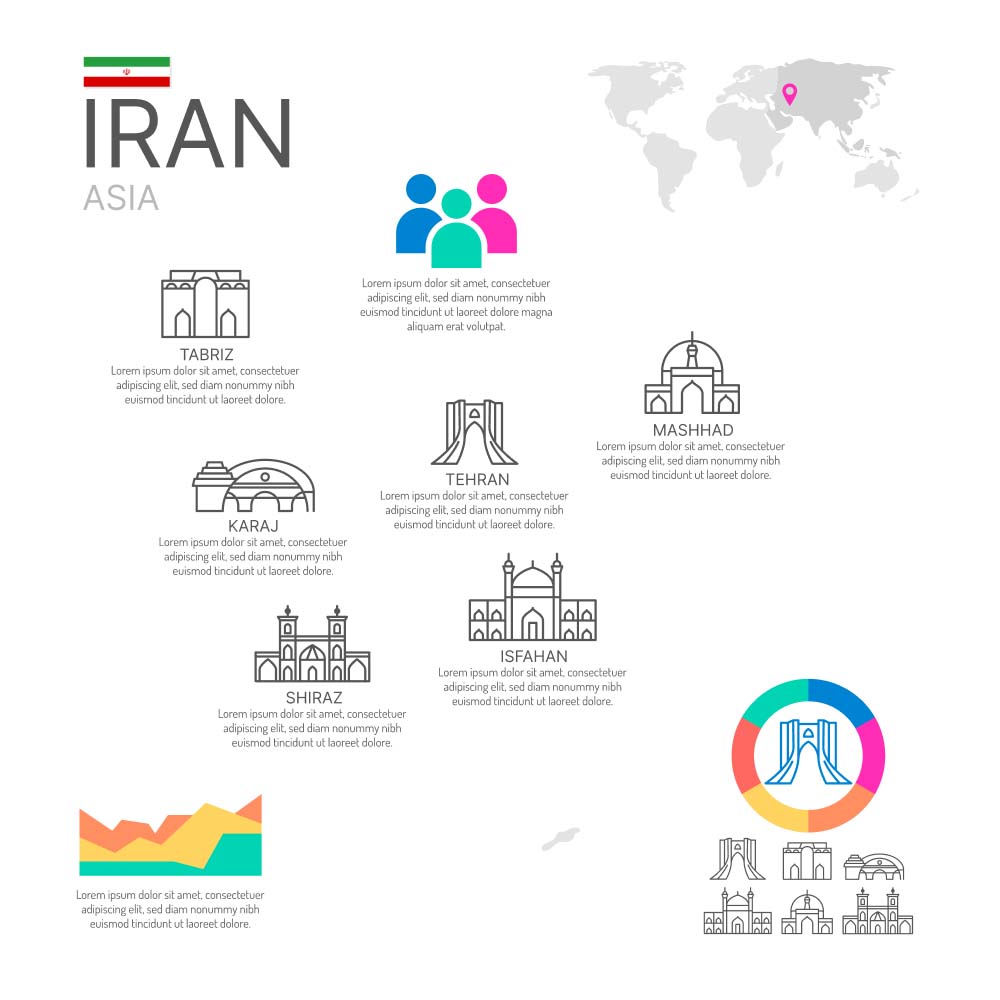 IRAN
ASIA
Lorem ipsum dolor sit amet, consectetuer
adipiscing elit, sed diam nonummy nibh
euismod tincidunt ut laoreet dolore magna
aliquam erat volutpat.
TABRIZ
Lorem ipsum dolor sit amet, consectetuer
adipiscing elit, sed diam nonummy nibh
euismod tincidunt ut laoreet dolore.
MASHHAD
Lorem ipsum dolor sit amet, consectetuer
adipiscing elit, sed diam nonummy nibh
euismod tincidunt ut laoreet dolore.
TEHRAN
Lorem ipsum dolor sit amet, consectetuer
adipiscing elit, sed diam nonummy nibh
euismod tincidunt ut laoreet dolore.
KARAJ
Lorem ipsum dolor sit amet, consectetuer
adipiscing elit, sed diam nonummy nibh
euismod tincidunt ut laoreet dolore.
ISFAHAN
Lorem ipsum dolor sit amet, consectetuer
adipiscing elit, sed diam nonummy nibh
euismod tincidunt ut laoreet dolore.
SHIRAZ
Lorem ipsum dolor sit amet, consectetuer
adipiscing elit, sed diam nonummy nibh
euismod tincidunt ut laoreet dolore.
Lorem ipsum dolor sit amet, consectetuer
adipiscing elit, sed diam nonummy nibh
euismod tincidunt ut laoreet dolore.